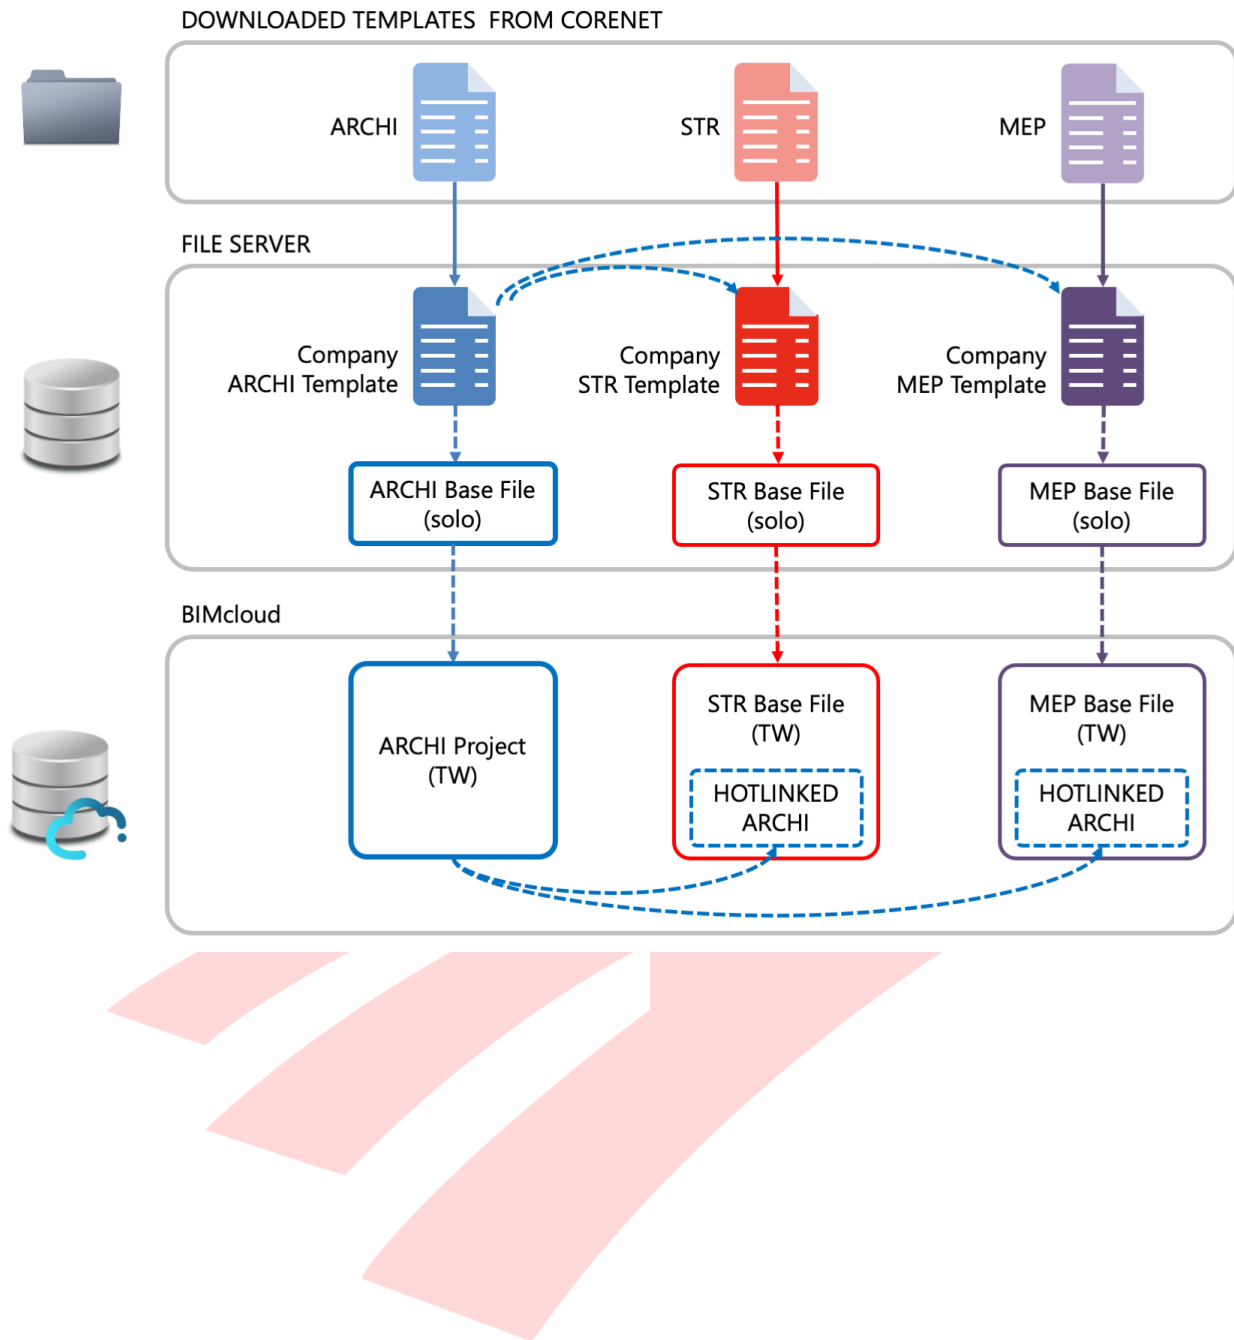 DOWNLOADED TEMPLATES  FROM CORENET
ARCHI
STR
MEP
FILE SERVER
Company
ARCHI Template
Company
STR Template
Company
MEP Template
ARCHI Base File
(solo)
STR Base File
(solo)
MEP Base File
(solo)
BIMcloud
ARCHI Project
(TW)
STR Base File
(TW)
HOTLINKED
ARCHI
MEP Base File
(TW)
HOTLINKED
ARCHI